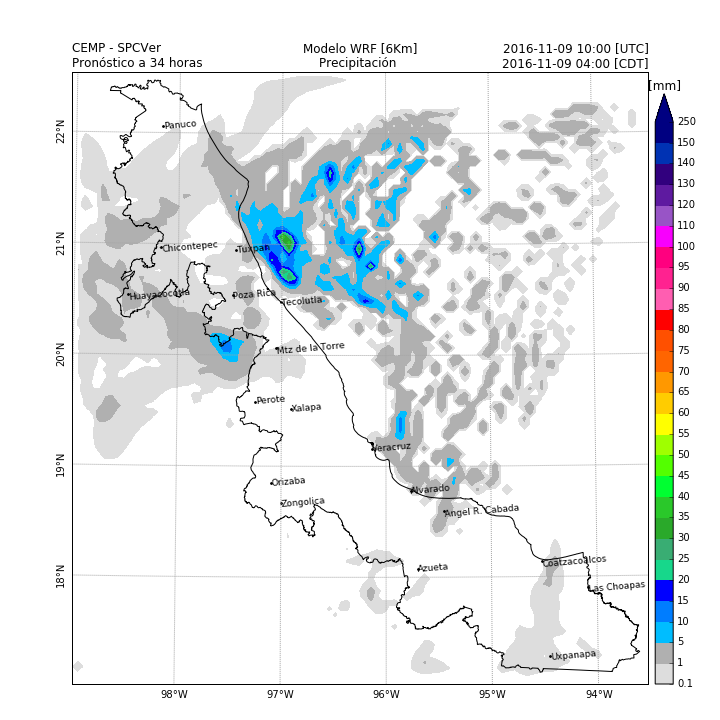 CEMP - SPCVer Modelo WRF [6Km] 2016-11-09 10:00 [UTC]
Pronóstico a 34 horas Precipitación 2016-11-09 04:00 [CDT]
[mm]
250
Panuco
22°N
150
140
130
120
110
Chicontepec
Tuxpan
21°N
100
95
Huayacocotla
Poza Rica
90
Tecolutla
85
80
Mtz de la Torre
20°N
70
65
Perote
60
Xalapa
55
Veracruz
50
19°N
45
Orizaba
40
Alvarado
Zongolica
35
Angel R. Cabada
30
Coatzacoalcos
25
Azueta
18°N
20
Las Choapas
15
10
5
Uxpanapa
1
0.1
98°W 97°W 96°W 95°W 94°W